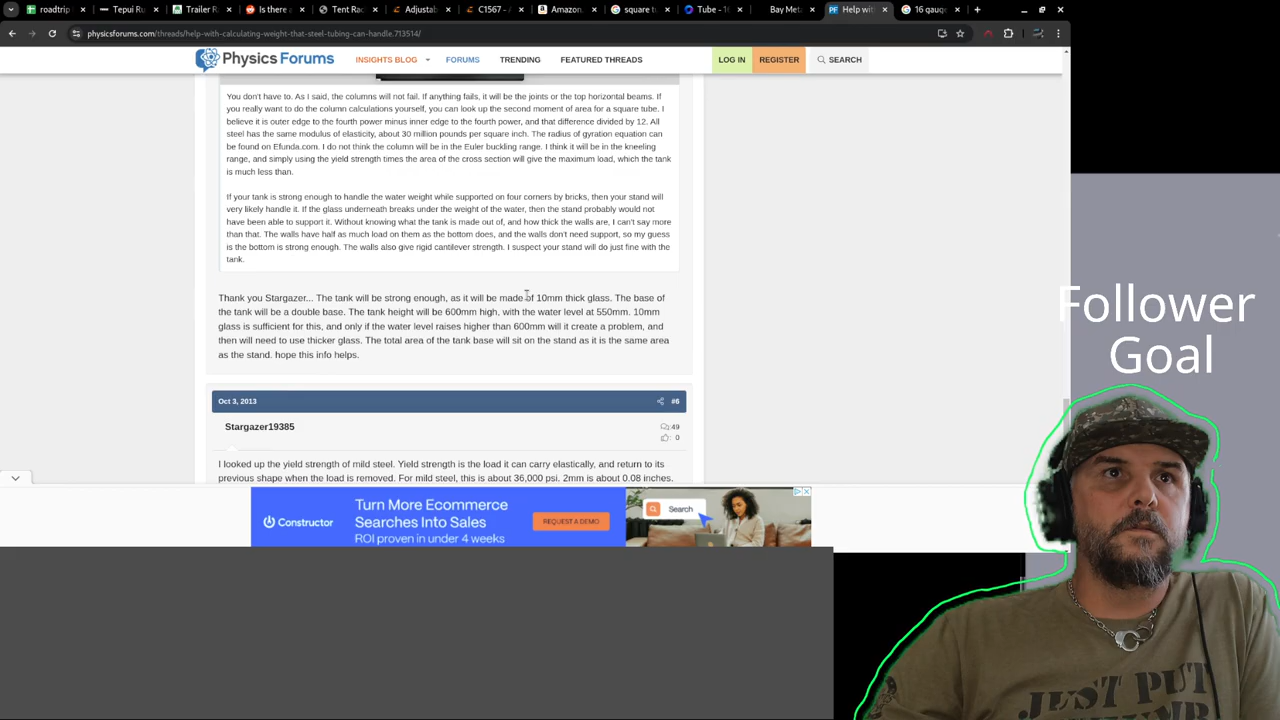 roadtrip
Tepui Ru
Trailer R
Is there a
Tent Rac
Adjustab
C1567 - A
Amazon.
square tu
Tube - 16
Bay Meta
Help with
16 gauge
physicsforums.com/threads/help-with-calculating-weight-that-steel-tubing-can-handle.713514/
Physics Forums
INSIGHTS BLOG
FORUMS
TRENDING
FEATURED THREADS
LOG IN
REGISTER
SEARCH
You don't have to. As I said, the columns will not fail. If anything fails, it will be the joints or the top horizontal beams. If
you really want to do the column calculations yourself, you can look up the second moment of area for a square tube. I
believe it is outer edge to the fourth power minus inner edge to the fourth power, and that difference divided by 12. All
steel has the same modulus of elasticity, about 30 million pounds per square inch. The radius of gyration equation can
be found on Efunda.com. I do not think the column will be in the Euler buckling range. I think it will be in the kneeling
range, and simply using the yield strength times the area of the cross section will give the maximum load, which the tank
is much less than.
If your tank is strong enough to handle the water weight while supported on four corners by bricks, then your stand will
very likely handle it. If the glass underneath breaks under the weight of the water, then the stand probably would not
have been able to support it. Without knowing what the tank is made out of, and how thick the walls are, I can't say more
than that. The walls have half as much load on them as the bottom does, and the walls don't need support, so my guess
is the bottom is strong enough. The walls also give rigid cantilever strength. I suspect your stand will do just fine with the
tank.
Thank you Stargazer... The tank will be strong enough, as it will be made of 10mm thick glass. The base of
the tank will be a double base. The tank height will be 600mm high, with the water level at 550mm. 10mm
glass is sufficient for this, and only if the water level raises higher than 600mm will it create a problem, and
then will need to use thicker glass. The total area of the tank base will sit on the stand as it is the same area
as the stand. hope this info helps.
Oct 3, 2013
#6
Stargazer19385
49
0
I looked up the yield strength of mild steel. Yield strength is the load it can carry elastically, and return to its
previous shape when the load is removed. For mild steel, this is about 36,000 psi. 2mm is about 0.08 inches.
Constructor
Turn More Ecommerce
Searches Into Sales
ROI proven in under 4 weeks
REQUEST A DEMO
Search
Follower
Goal
JUST PUT